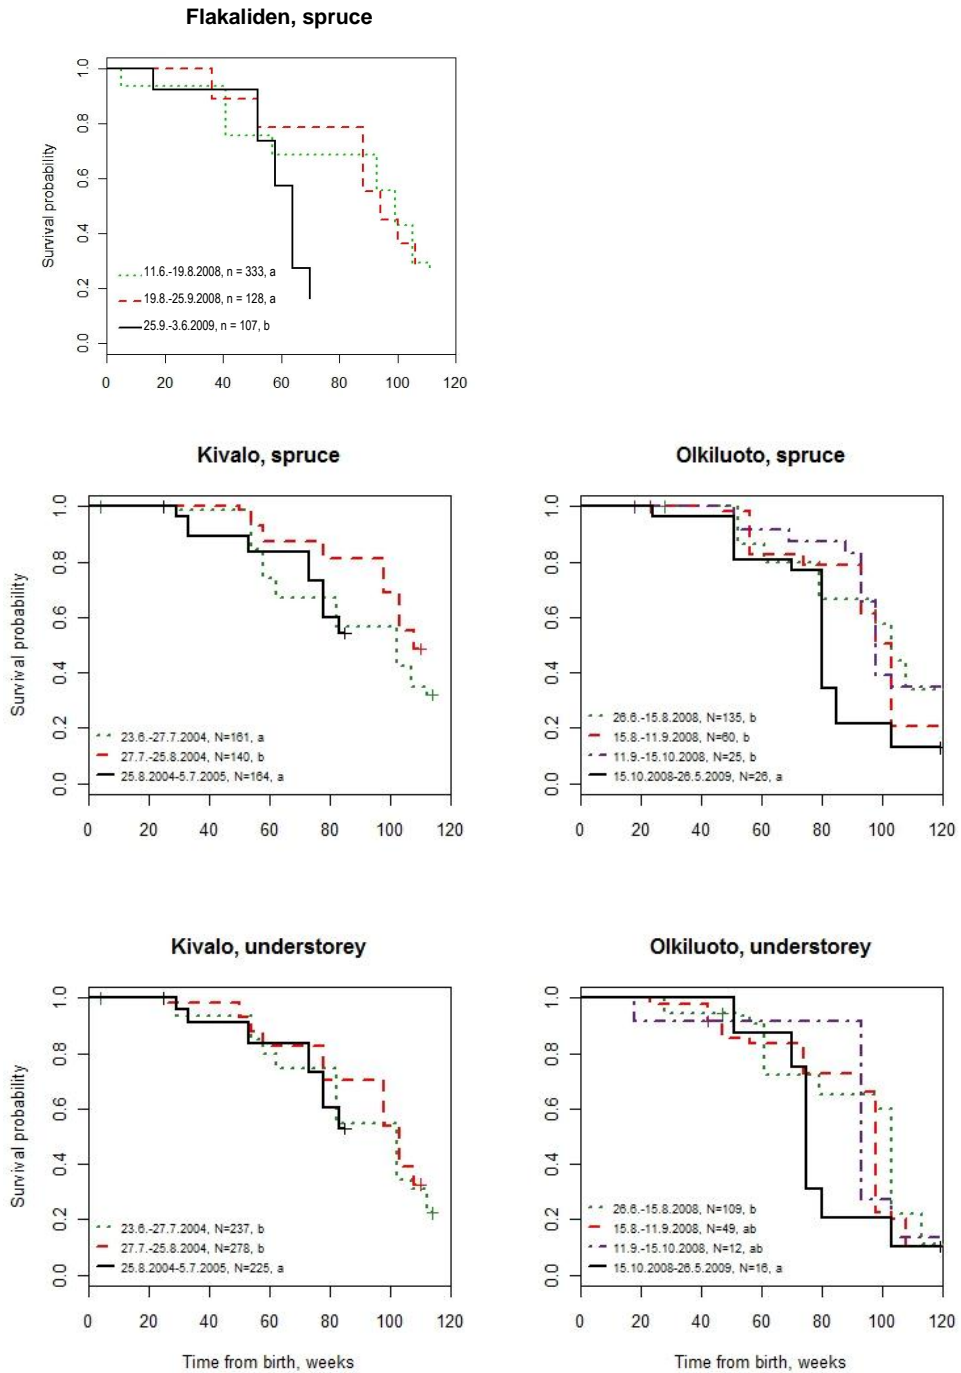 Flakaliden, spruce
Survival probability
1.0
0.8
0.6
0.4
0.2
0.0
11.6.-19.8.2008, n = 333, a
19.8.-25.9.2008, n = 128, a
25.9.-3.6.2009, n = 107, b
0 20 40 60 80 100 120
Kivalo, spruce
Survival probability
1.0
0.8
0.6
0.4
0.2
0.0
23.6.-27.7.2004, N=161, a
27.7.-25.8.2004, N=140, b
25.8.2004-5.7.2005, N=164, a
0 20 40 60 80 100 120
Olkiluoto, spruce
1.0
0.8
0.6
0.4
0.2
0.0
26.6.-15.8.2008, N=135, b
15.8.-11.9.2008, N=60, b
11.9.-15.10.2008, N=25, b
15.10.2008-26.5.2009, N=26, a
0 20 40 60 80 100 120
Kivalo, understorey
Survival probability
1.0
0.8
0.6
0.4
0.2
0.0
23.6.-27.7.2004, N=237, b
27.7.-25.8.2004, N=278, b
25.8.2004-5.7.2005, N=225, a
0 20 40 60 80 100 120
Time from birth, weeks
Olkiluoto, understorey
1.0
0.8
0.6
0.4
0.2
0.0
26.6.-15.8.2008, N=109, b
15.8.-11.9.2008, N=49, ab
11.9.-15.10.2008, N=12, ab
15.10.2008-26.5.2009, N=16, a
0 20 40 60 80 100 120
Time from birth, weeks